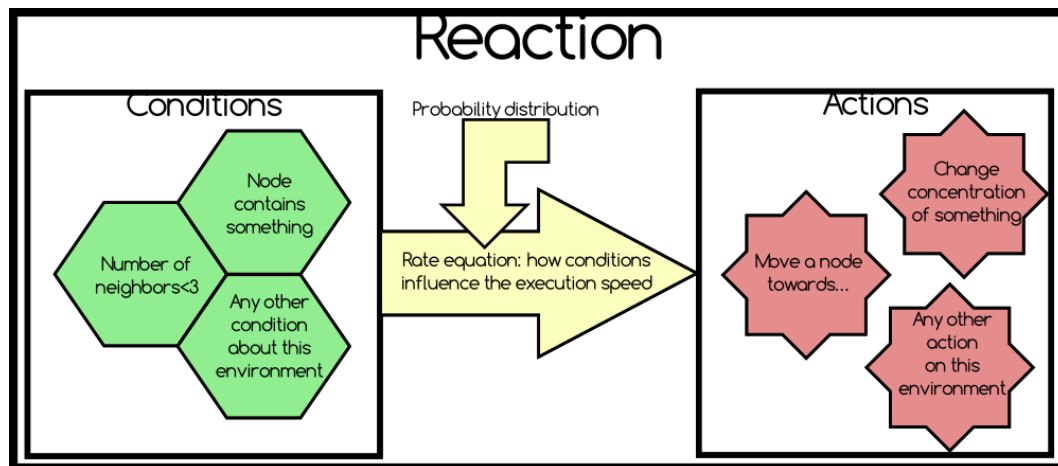 Reaction
Conditions
Node
contains
something
Number of
neighbors<3
Any other
condition
about this
environment
Probability distribution
Rate equation: how conditions
influence the execution speed
Actions
Change
concentration
of something
Move a node
towards...
Any other
action
on this
environment